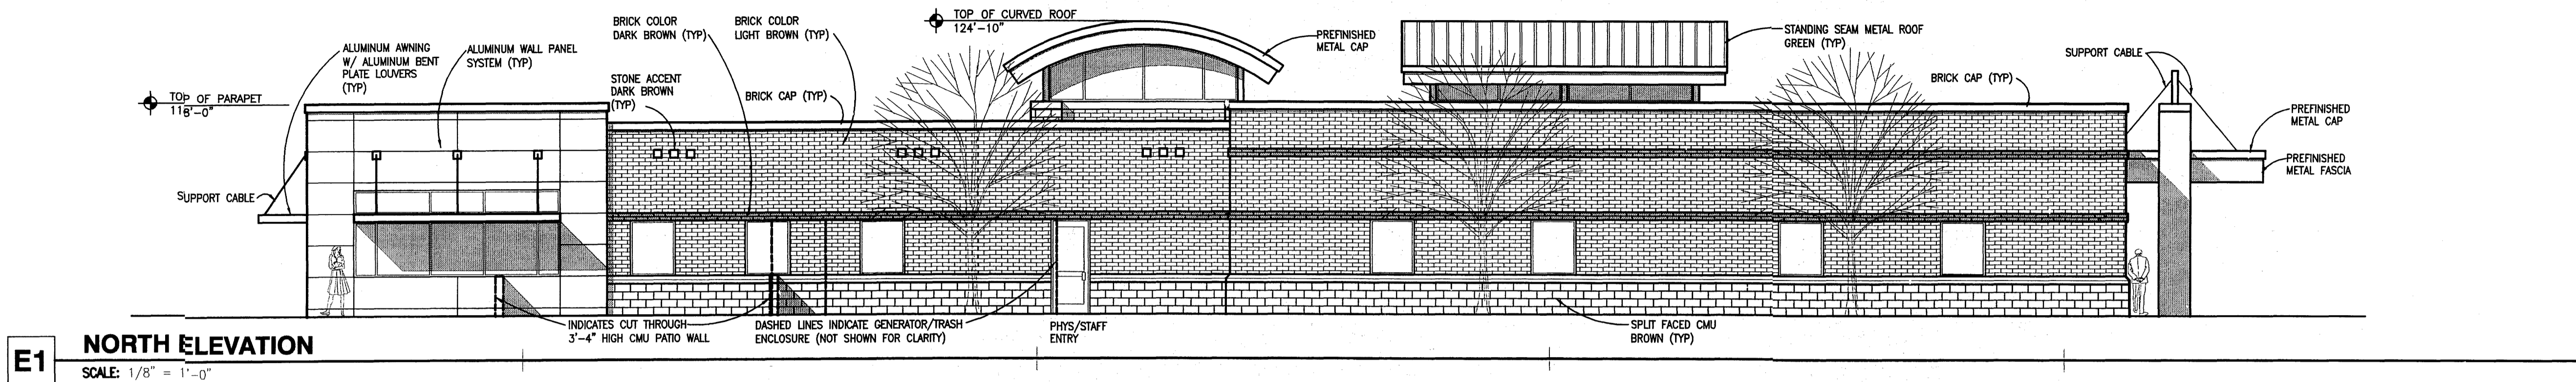 TOP OF PARAPET
118'-0"
SUPPORT CABLE
ALUMINUM AWNING
W/ ALUMINUM BENT
PLATE LOUVERS
(TYP)
ALUMINUM WALL PANEL
SYSTEM (TYP)
BRICK COLOR
DARK BROWN (TYP)
STONE ACCENT
DARK BROWN
(TYP)
BRICK COLOR
LIGHT BROWN (TYP)
BRICK CAP (TYP)
TOP OF CURVED ROOF
124'-10"
PREFINISHED
METAL CAP
STANDING SEAM METAL ROOF
GREEN (TYP)
BRICK CAP (TYP)
SUPPORT CABLE
PREFINISHED
METAL CAP
PREFINISHED
METAL FASCIA
INDICATES CUT THROUGH
3'-4" HIGH CMU PATIO WALL
DASHED LINES INDICATE GENERATOR/TRASH
ENCLOSURE (NOT SHOWN FOR CLARITY)
PHYS/STAFF
ENTRY
SPLIT FACED CMU
BROWN (TYP)
E1
NORTH ELEVATION
SCALE: 1/8" = 1'-0"